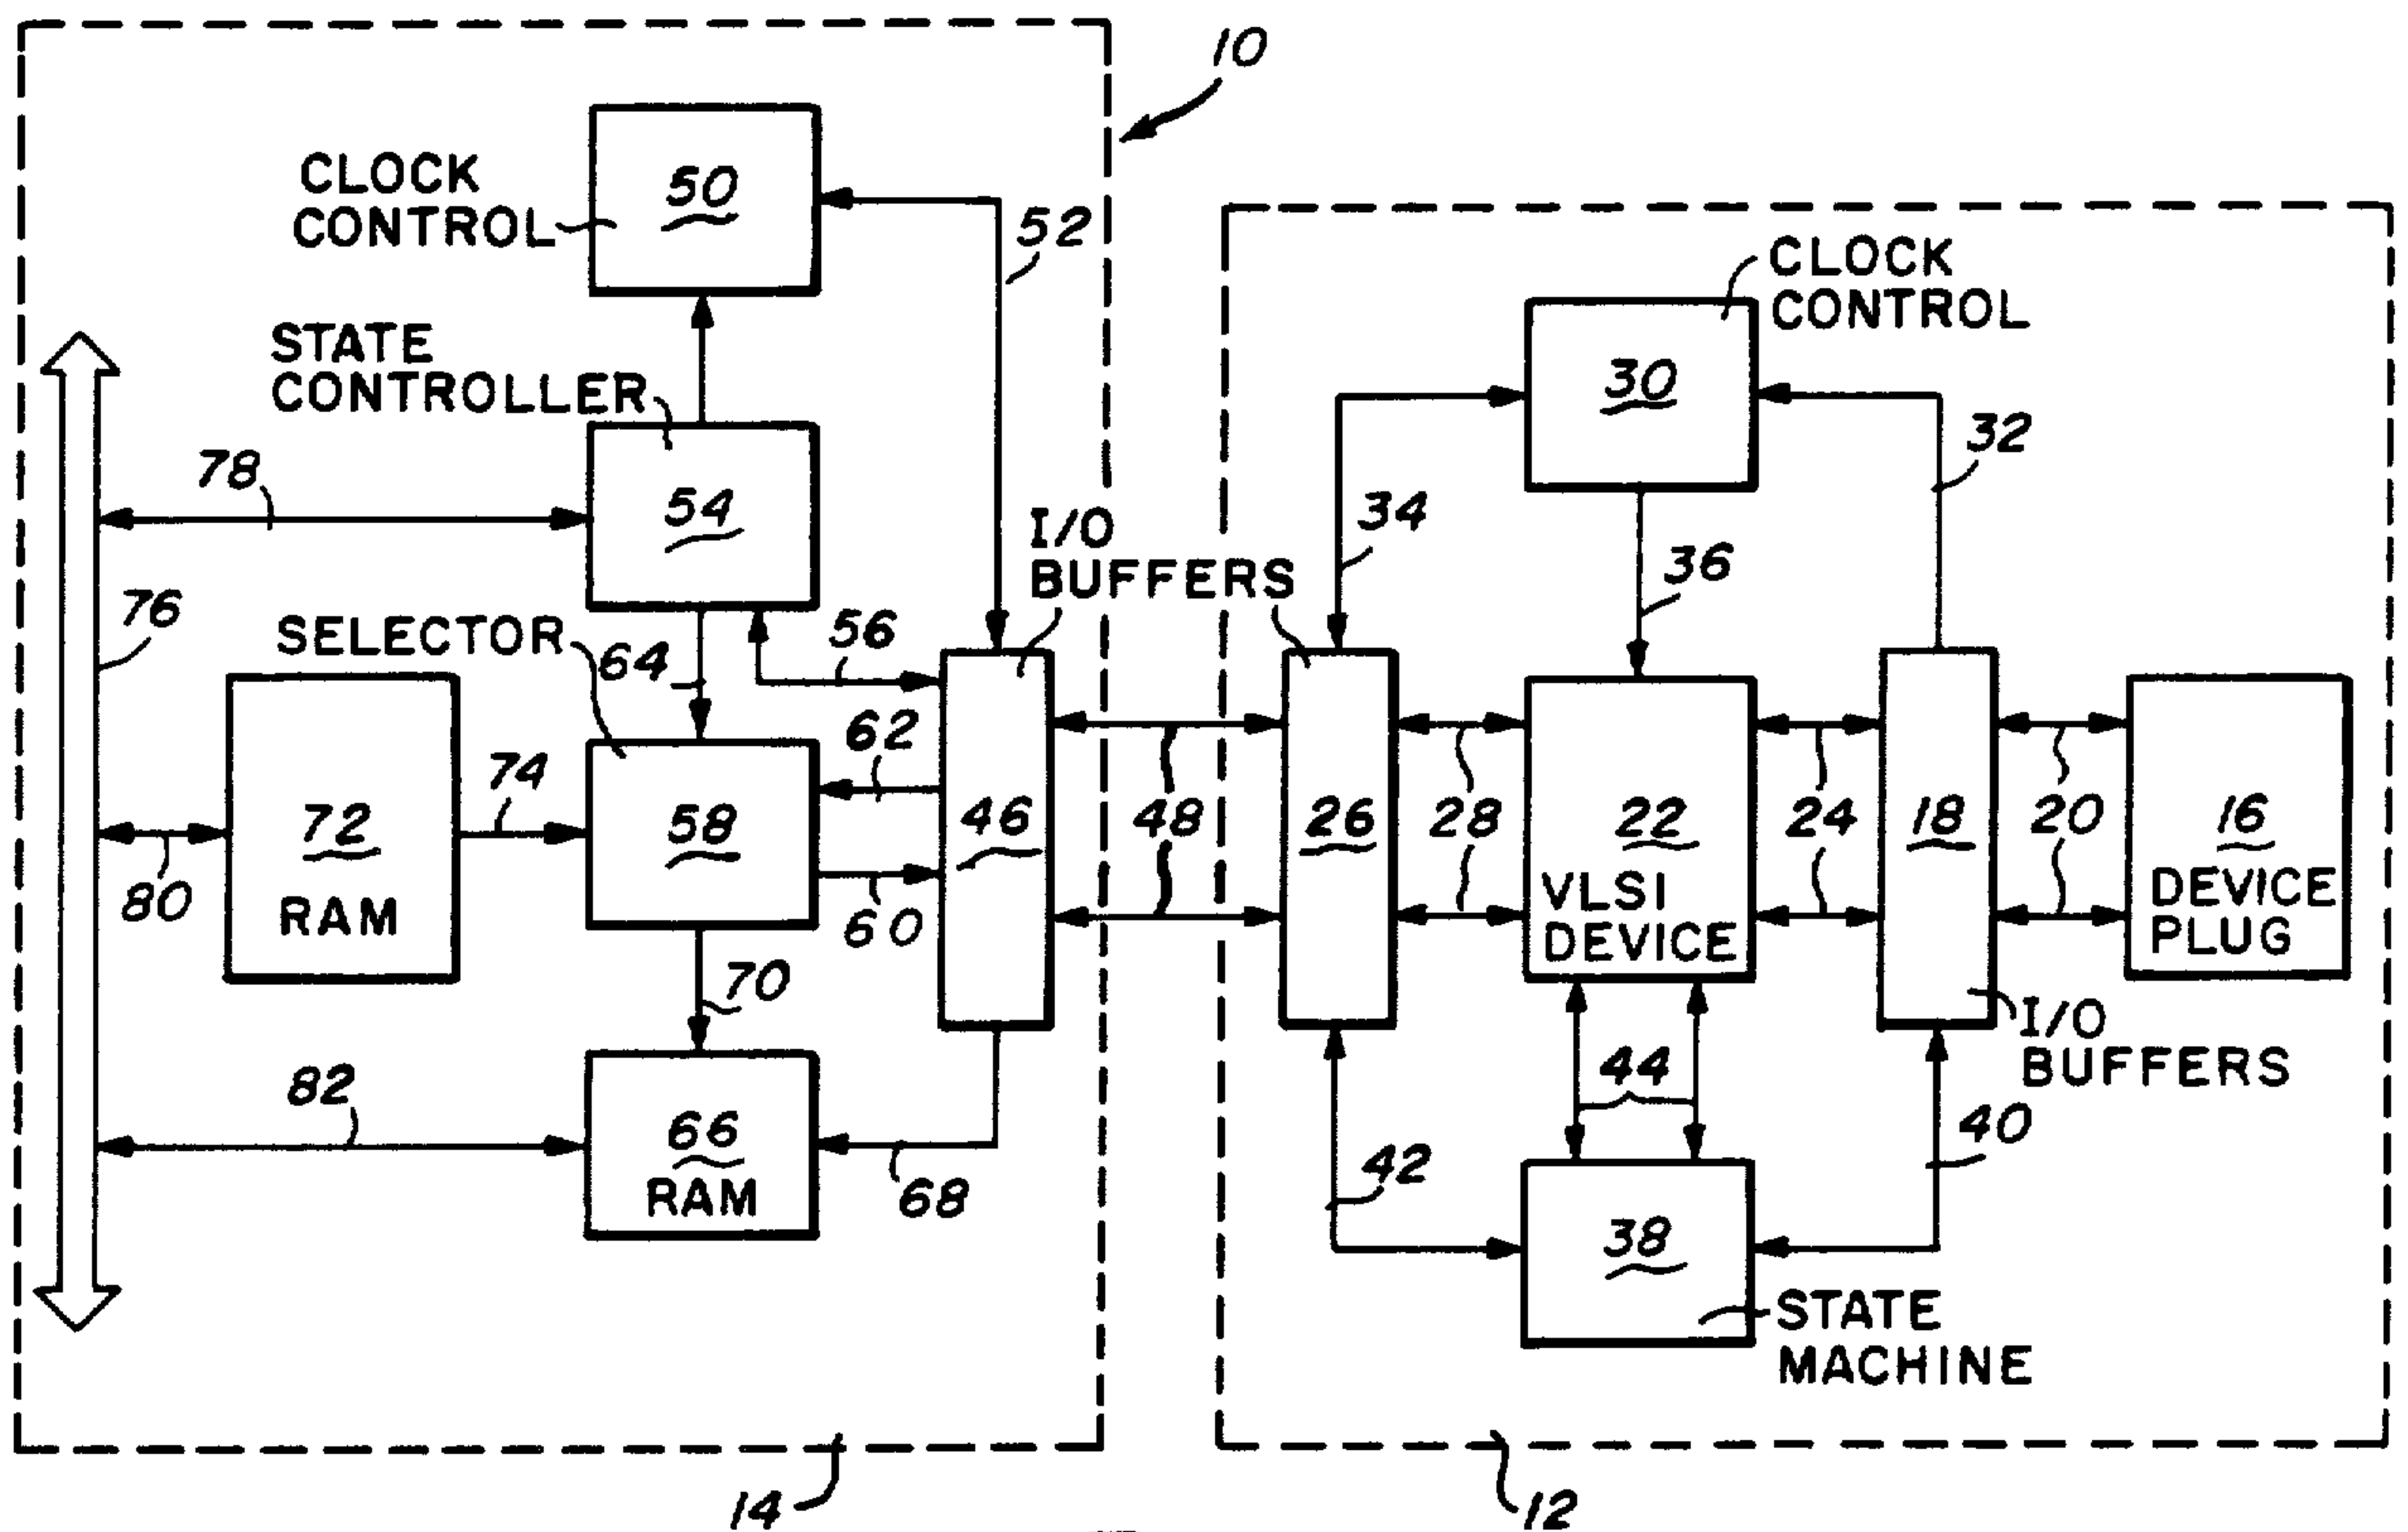 10
CLOCK
CONTROL
50
52
CLOCK
CONTROL
30
32
STATE
CONTROLLER
54
78
34
36
I/O
BUFFERS
76
SELECTOR
64
56
62
74
72
RAM
80
58
60
46
48
26
28
22
VLSI
DEVICE
24
18
20
16
DEVICE
PLUG
70
I/O
BUFFERS
82
66
RAM
68
44
42
40
38
STATE
MACHINE
14
12